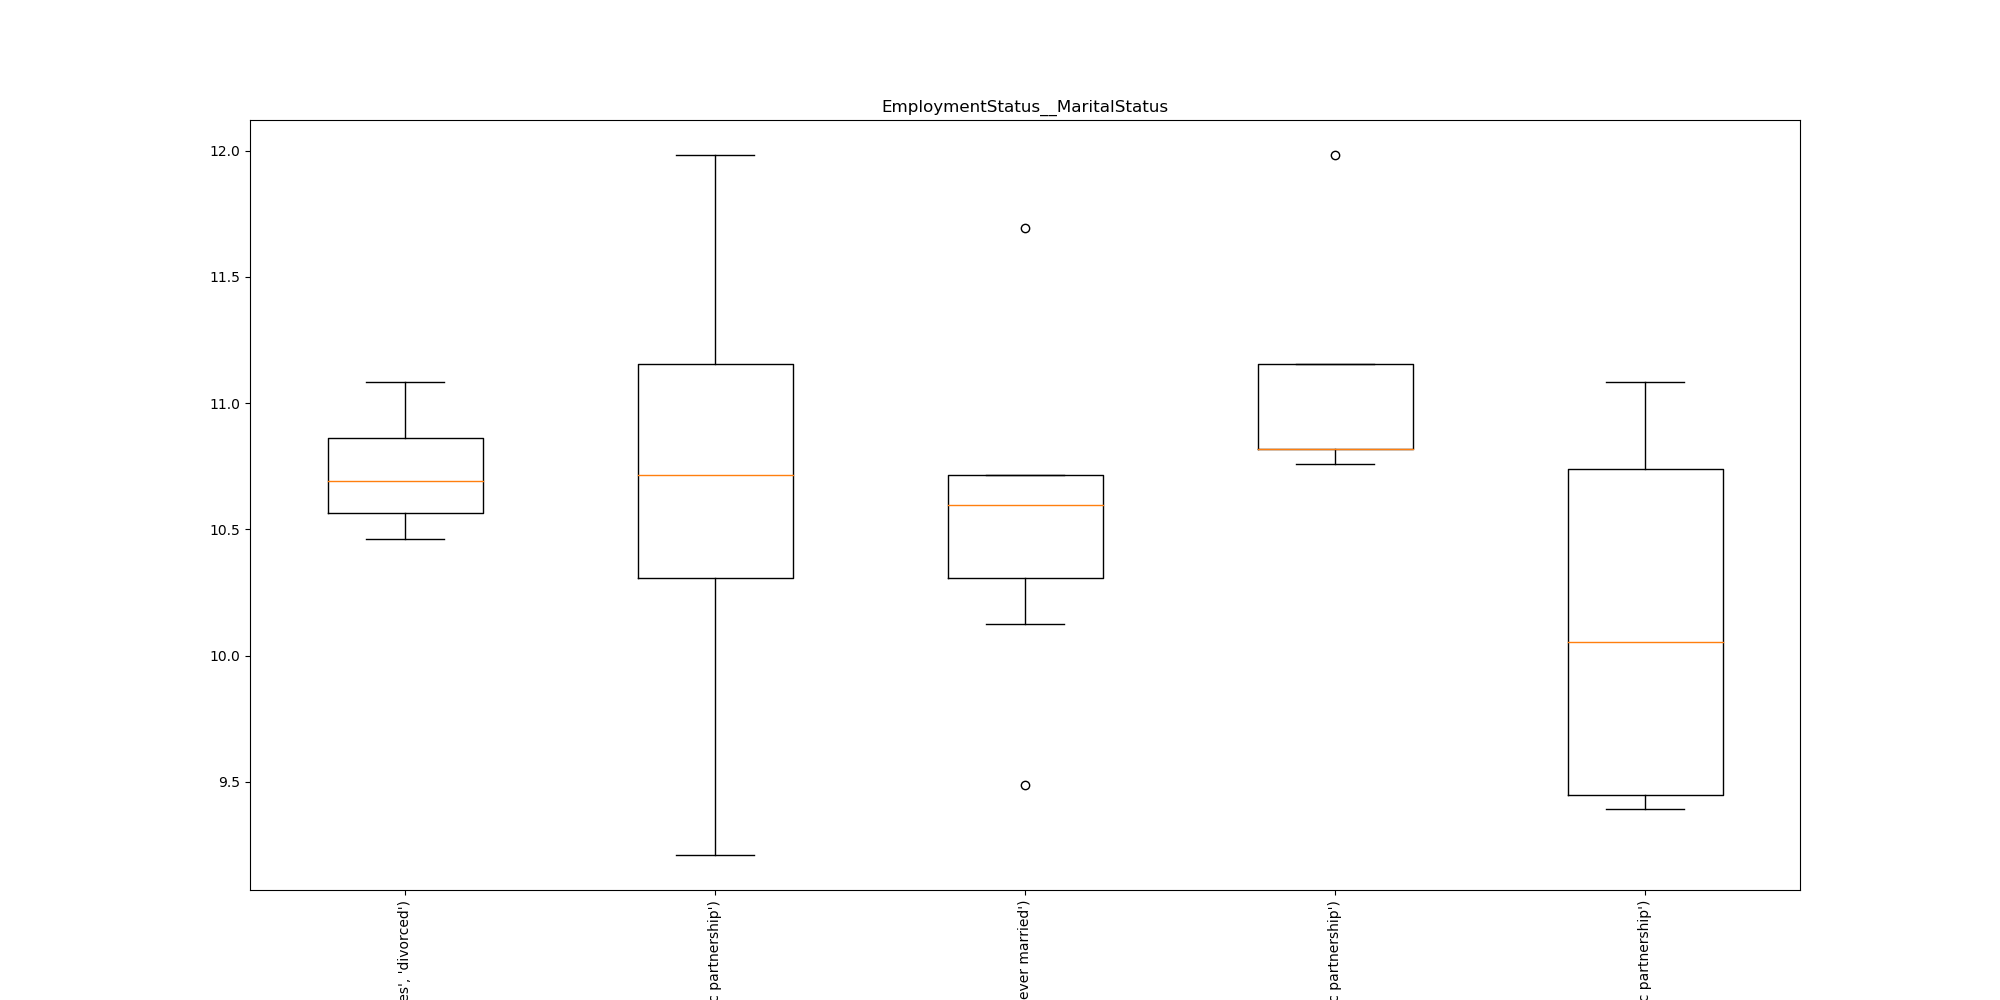 EmploymentStatus__MaritalStatus
12.0
11.5
11.0
10.5
10.0
9.5
es', 'divorced')
c partnership')
ever married')
c partnership')
c partnership')